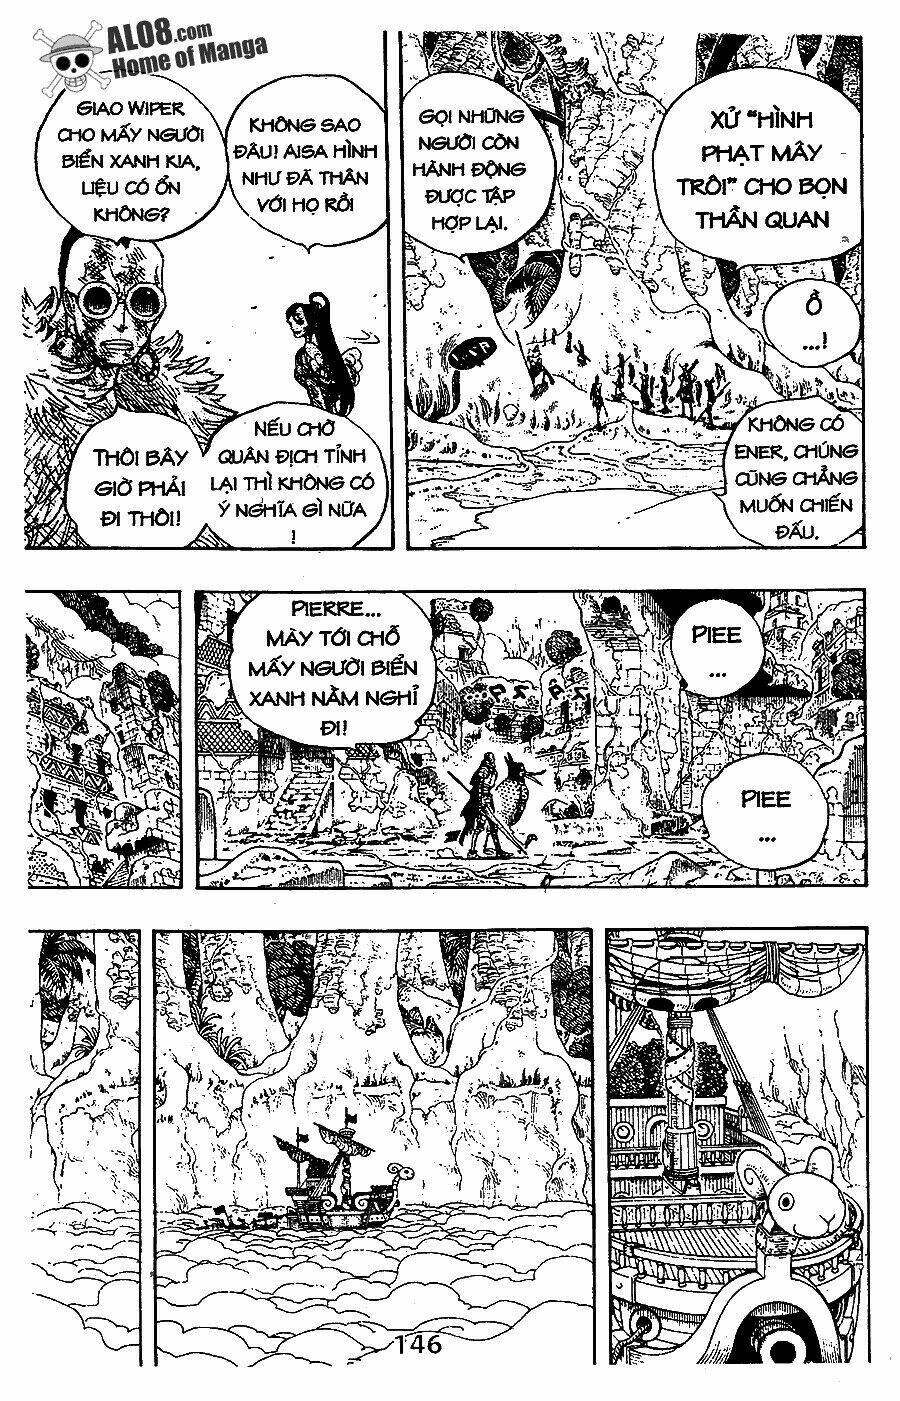 AL08.com
Home of Manga
XỬ "HÌNH
PHẠT MÂY
TRÔI" CHO BỌN
THẦN QUAN
GỌI NHỮNG
NGƯỜI CÒN
HÀNH ĐỘNG
ĐƯỢC TẬP
HỢP LẠI.
Ồ
...!
KHÔNG CÓ
ENER, CHÚNG
CŨNG CHẲNG
MUỐN CHIẾN
ĐẤU.
KHÔNG SAO
ĐÂU! AISA HÌNH
NHƯ ĐÃ THÂN
VỚI HỌ RỒI
GIAO WIPER
CHO MẤY NGƯỜI
BIỂN XANH KIA,
LIỆU CÓ ỔN
KHÔNG?
NẾU CHỜ
QUÂN ĐỊCH TỈNH
LẠI THÌ KHÔNG CÓ
Ý NGHĨA GÌ NỮA
!
THÔI BÂY
GIỜ PHẢI
ĐI THÔI!
PIEE
...
PIERRE...
MÀY TỚI CHỖ
MẤY NGƯỜI BIỂN
XANH NẰM NGHỈ
ĐI!
PIEE
...
146